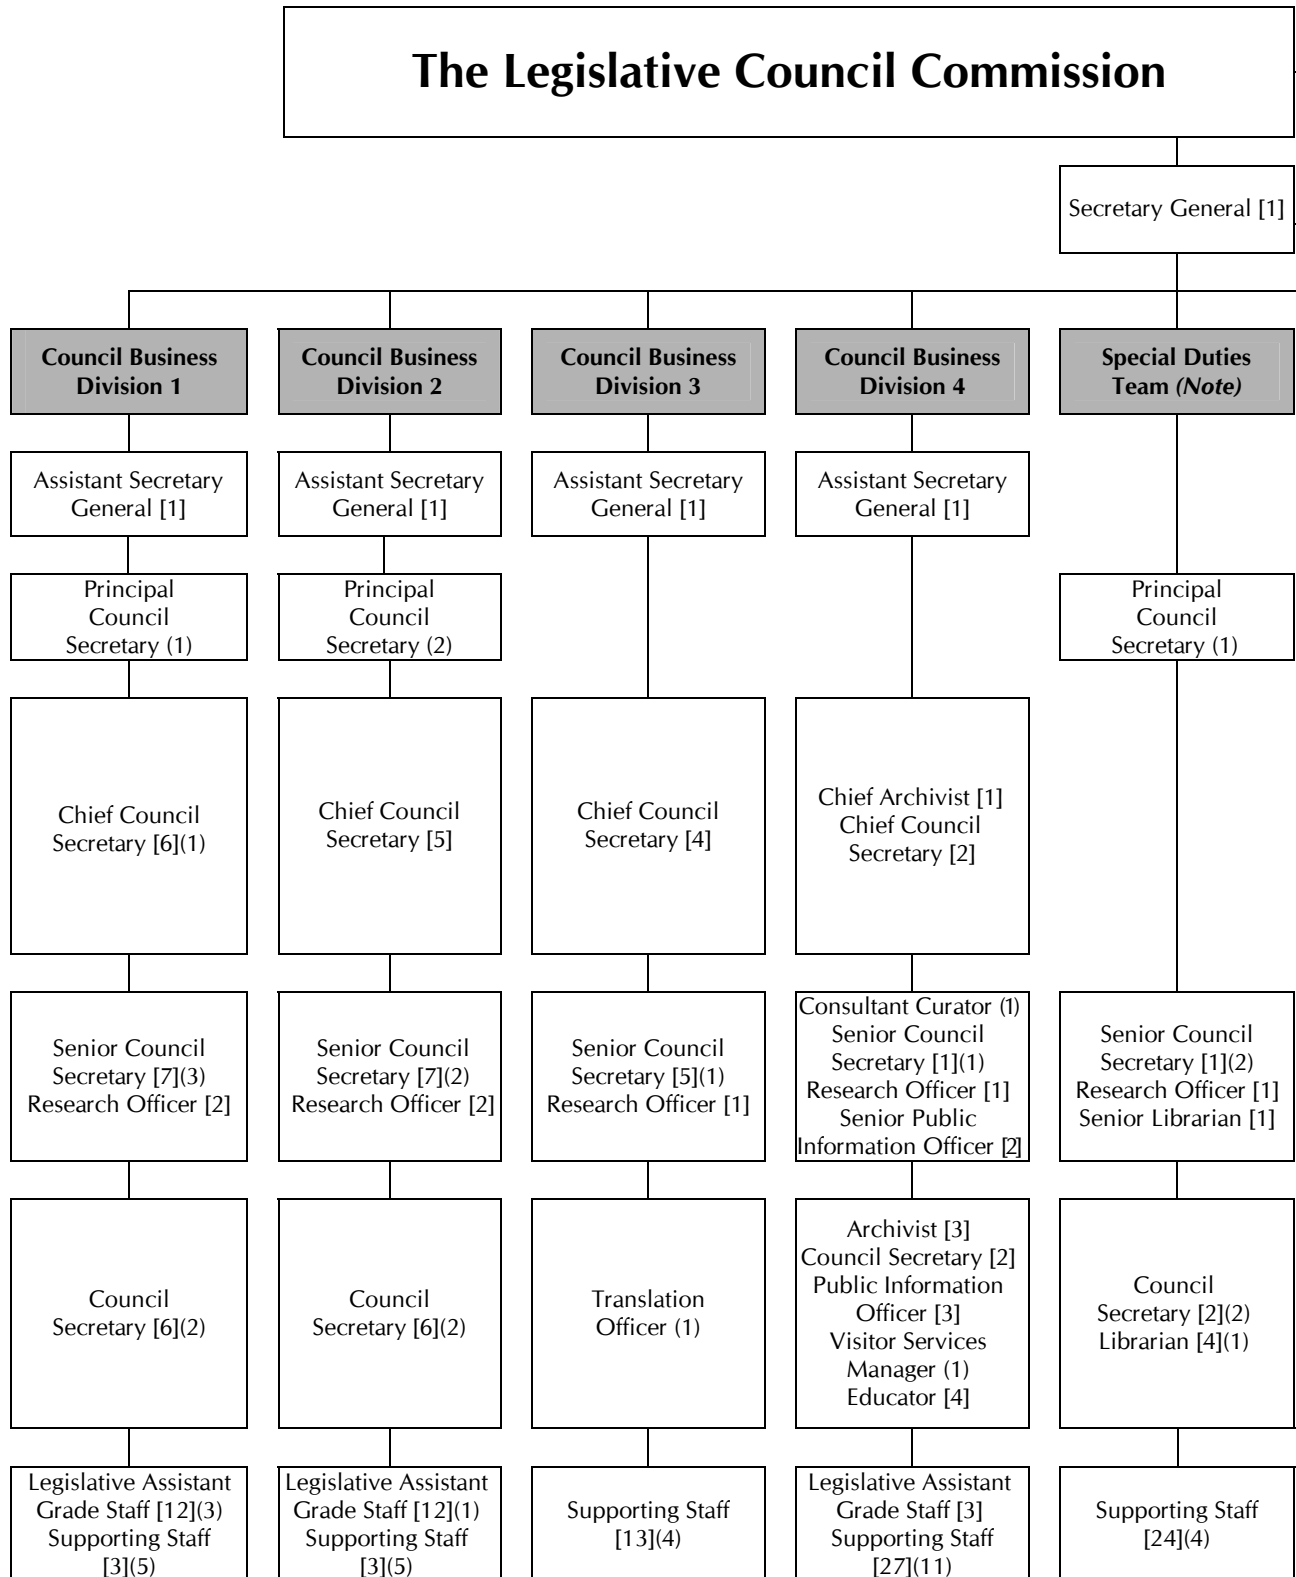 The Legislative Council Commission
Secretary General [1]
Council Business
Division 1
Council Business
Division 2
Council Business
Division 3
Council Business
Division 4
Special Duties
Team (Note)
Assistant Secretary
General [1]
Assistant Secretary
General [1]
Assistant Secretary
General [1]
Assistant Secretary
General [1]
Principal
Council
Secretary (1)
Principal
Council
Secretary (2)
Principal
Council
Secretary (1)
Chief Council
Secretary [6](1)
Chief Council
Secretary [5]
Chief Council
Secretary [4]
Chief Archivist [1]
Chief Council
Secretary [2]
Senior Council
Secretary [7](3)
Research Officer [2]
Senior Council
Secretary [7](2)
Research Officer [2]
Senior Council
Secretary [5](1)
Research Officer [1]
Consultant Curator (1)
Senior Council
Secretary [1](1)
Research Officer [1]
Senior Public
Information Officer [2]
Senior Council
Secretary [1](2)
Research Officer [1]
Senior Librarian [1]
Council
Secretary [6](2)
Council
Secretary [6](2)
Translation
Officer (1)
Archivist [3]
Council Secretary [2]
Public Information
Officer [3]
Visitor Services
Manager (1)
Educator [4]
Council
Secretary [2](2)
Librarian [4](1)
Legislative Assistant
Grade Staff [12](3)
Supporting Staff
[3](5)
Legislative Assistant
Grade Staff [12](1)
Supporting Staff
[3](5)
Supporting Staff
[13](4)
Legislative Assistant
Grade Staff [3]
Supporting Staff
[27](11)
Supporting Staff
[24](4)